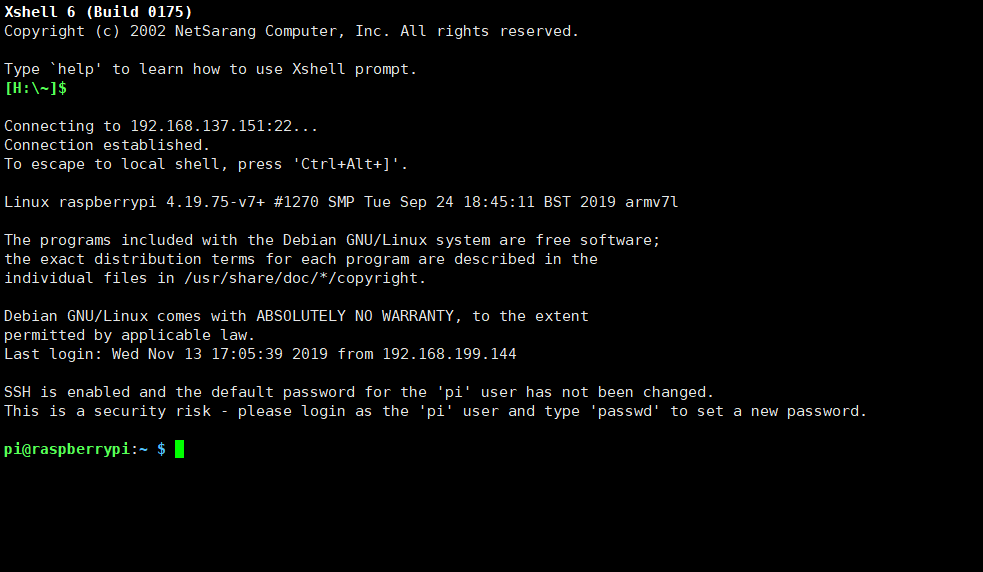 Xshell 6 (Build 0175)
Copyright (c) 2002 NetSarang Computer, Inc. All rights reserved.
Type `help' to learn how to use Xshell prompt.
[H:\~]$
Connecting to 192.168.137.151:22...
Connection established.
To escape to local shell, press 'Ctrl+Alt+]'.
Linux raspberrypi 4.19.75-v7+ #1270 SMP Tue Sep 24 18:45:11 BST 2019 armv7l
The programs included with the Debian GNU/Linux system are free software;
the exact distribution terms for each program are described in the
individual files in /usr/share/doc/*/copyright.
Debian GNU/Linux comes with ABSOLUTELY NO WARRANTY, to the extent
permitted by applicable law.
Last login: Wed Nov 13 17:05:39 2019 from 192.168.199.144
SSH is enabled and the default password for the 'pi' user has not been changed.
This is a security risk - please login as the 'pi' user and type 'passwd' to set a new password.
pi@raspberrypi:~ $